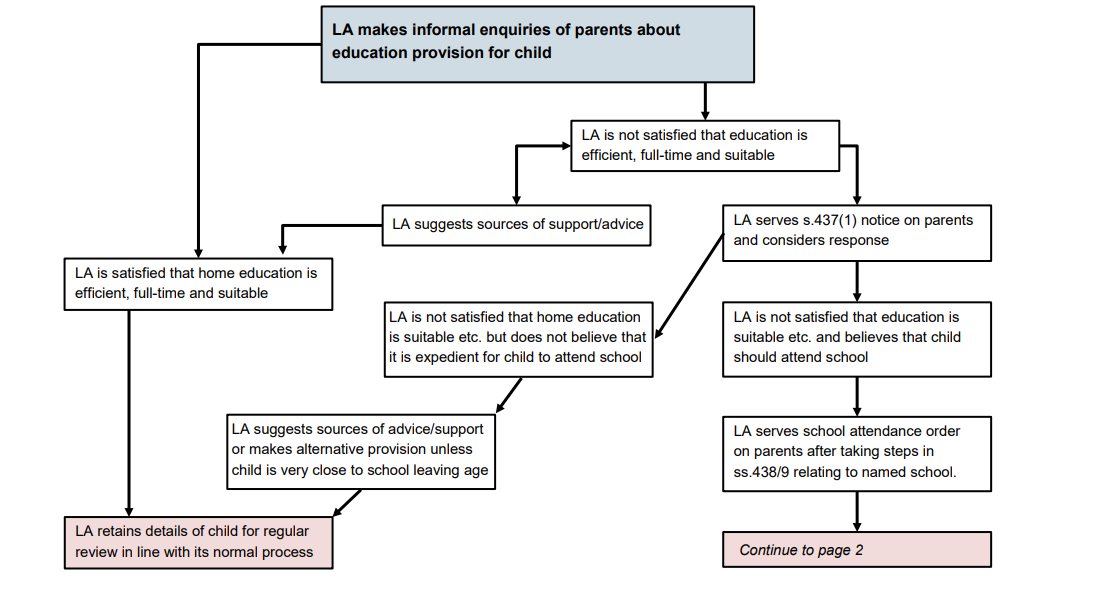 LA makes informal enquiries of parents about
education provision for child
LA is not satisfied that education is
efficient, full-time and suitable
LA suggests sources of support/advice
LA serves s.437(1) notice on parents
and considers response
LA is satisfied that home education is
efficient, full-time and suitable
LA is not satisfied that home education
is suitable etc. but does not believe that
it is expedient for child to attend school
LA is not satisfied that education is
suitable etc. and believes that child
should attend school
LA suggests sources of advice/support
or makes alternative provision unless
child is very close to school leaving age
LA serves school attendance order
on parents after taking steps in
ss.438/9 relating to named school.
LA retains details of child for regular
review in line with its normal process
Continue to page 2